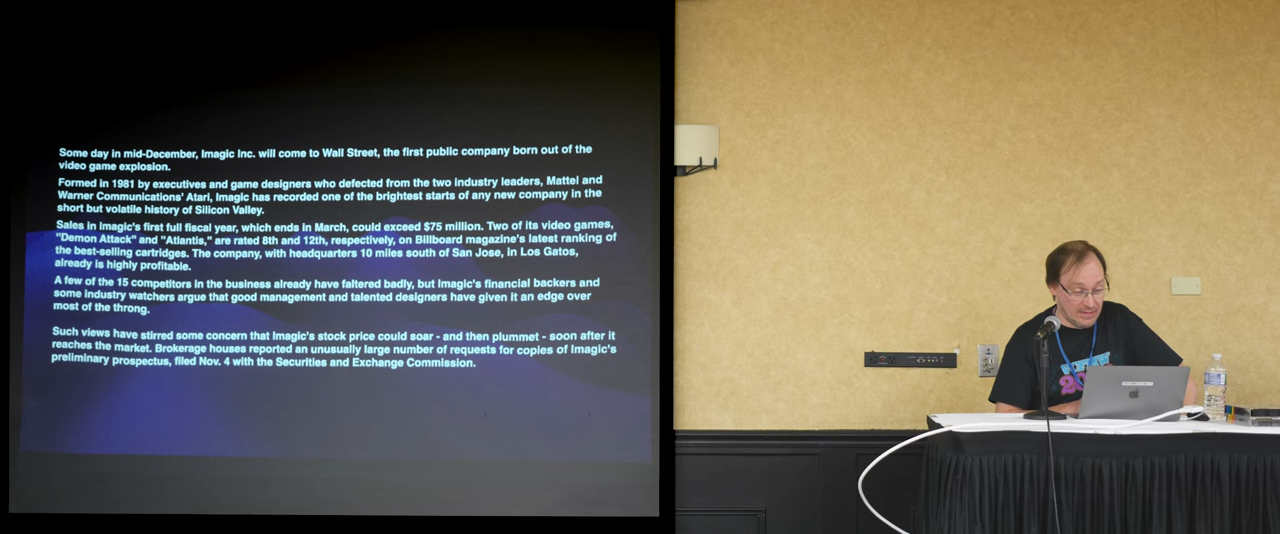 Some day in mid-December, Imagic Inc. will come to Wall Street, the first public company born out of the
video game explosion.
Formed in 1981 by executives and game designers who defected from the two industry leaders, Mattel and
Warner Communications' Atari, Imagic has recorded one of the brightest starts of any new company in the
short but volatile history of Silicon Valley.
Sales in Imagic's first full fiscal year, which ends in March, could exceed $75 million. Two of its video games,
"Demon Attack" and "Atlantis," are rated 8th and 12th, respectively, on Billboard magazine's latest ranking of
the best-selling cartridges. The company, with headquarters 10 miles south of San Jose, in Los Gatos,
already is highly profitable.
A few of the 15 competitors in the business already have faltered badly, but Imagic's financial backers and
some industry watchers argue that good management and talented designers have given it an edge over
most of the throng.
Such views have stirred some concern that Imagic's stock price could soar - and then plummet - soon after it
reaches the market. Brokerage houses reported an unusually large number of requests for copies of Imagic's
preliminary prospectus, filed Nov. 4 with the Securities and Exchange Commission.